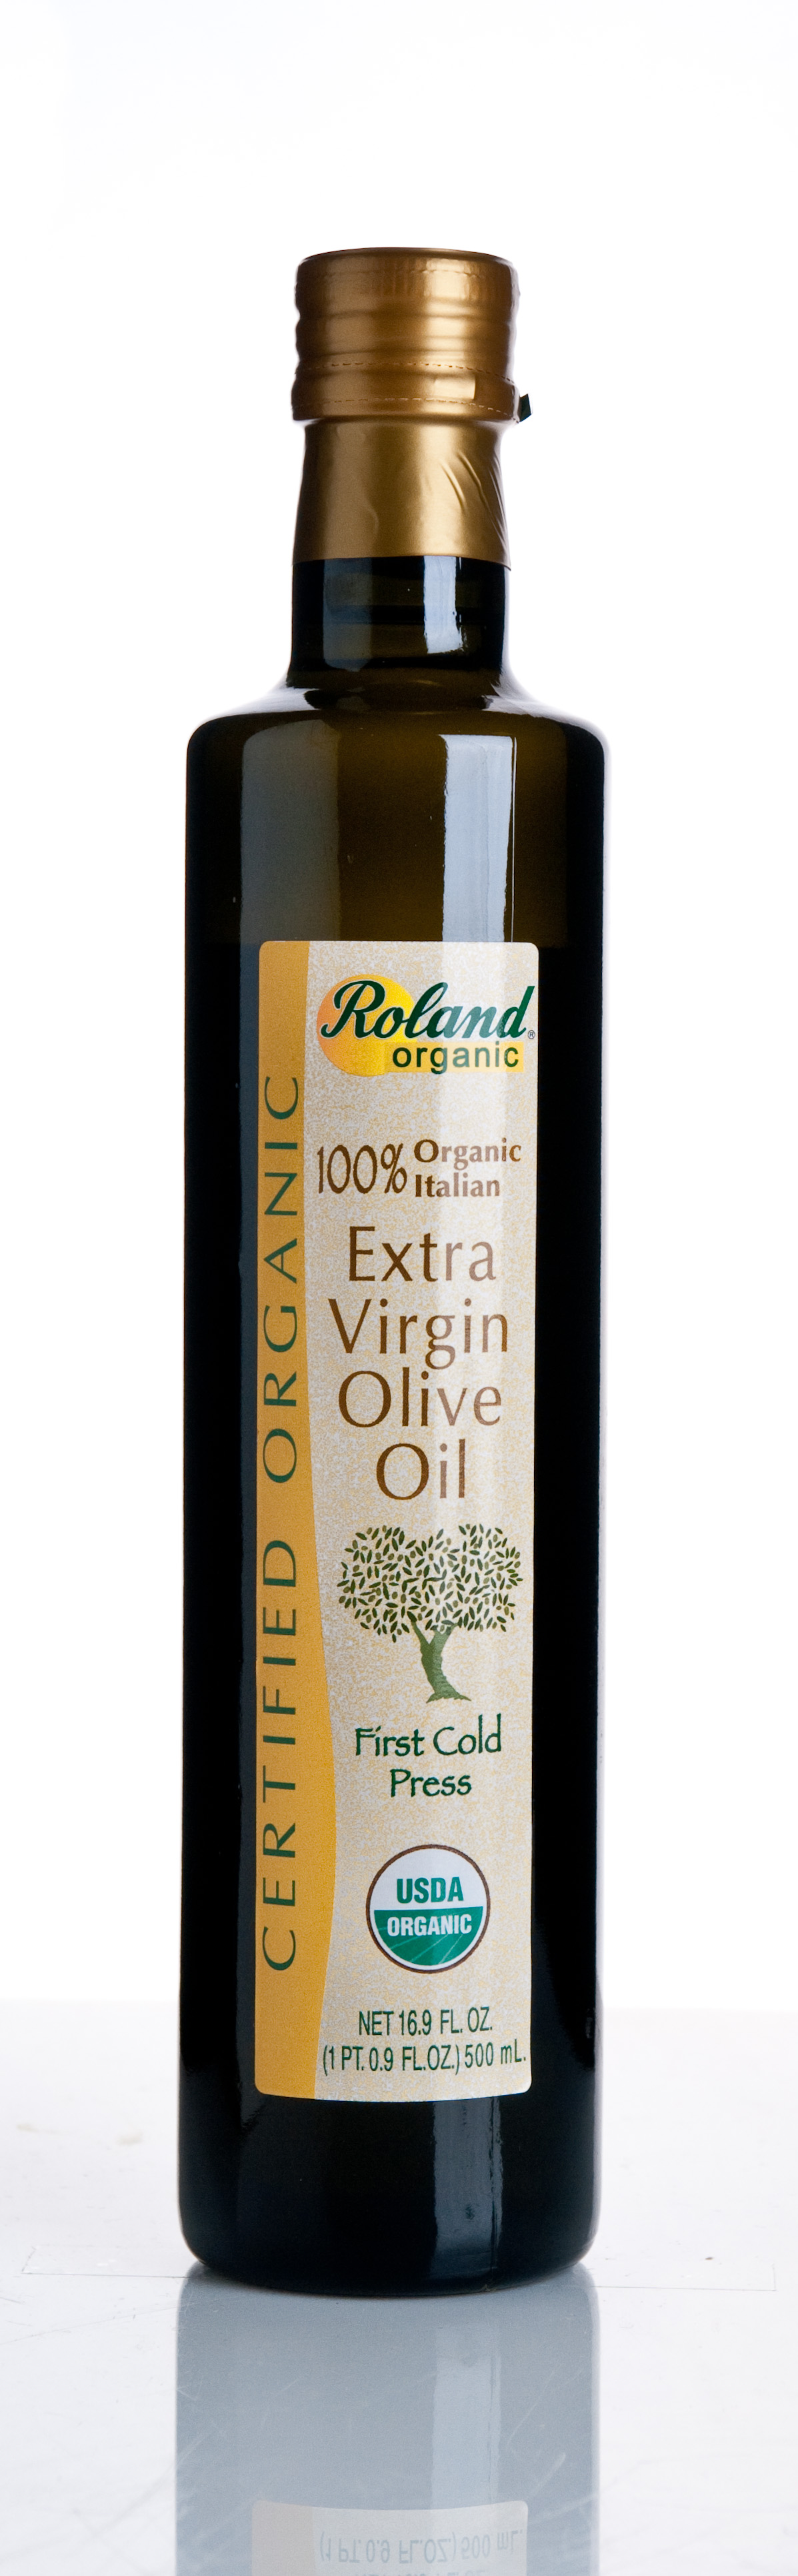 Roland®
organic
100% Organic
Italian
Extra
Virgin
Olive
Oil
First Cold
Press
USDA
ORGANIC
NET 16.9 FL. OZ.
(1 PT. 0.9 FL.OZ.) 500 mL.
CERTIFIED ORGANIC